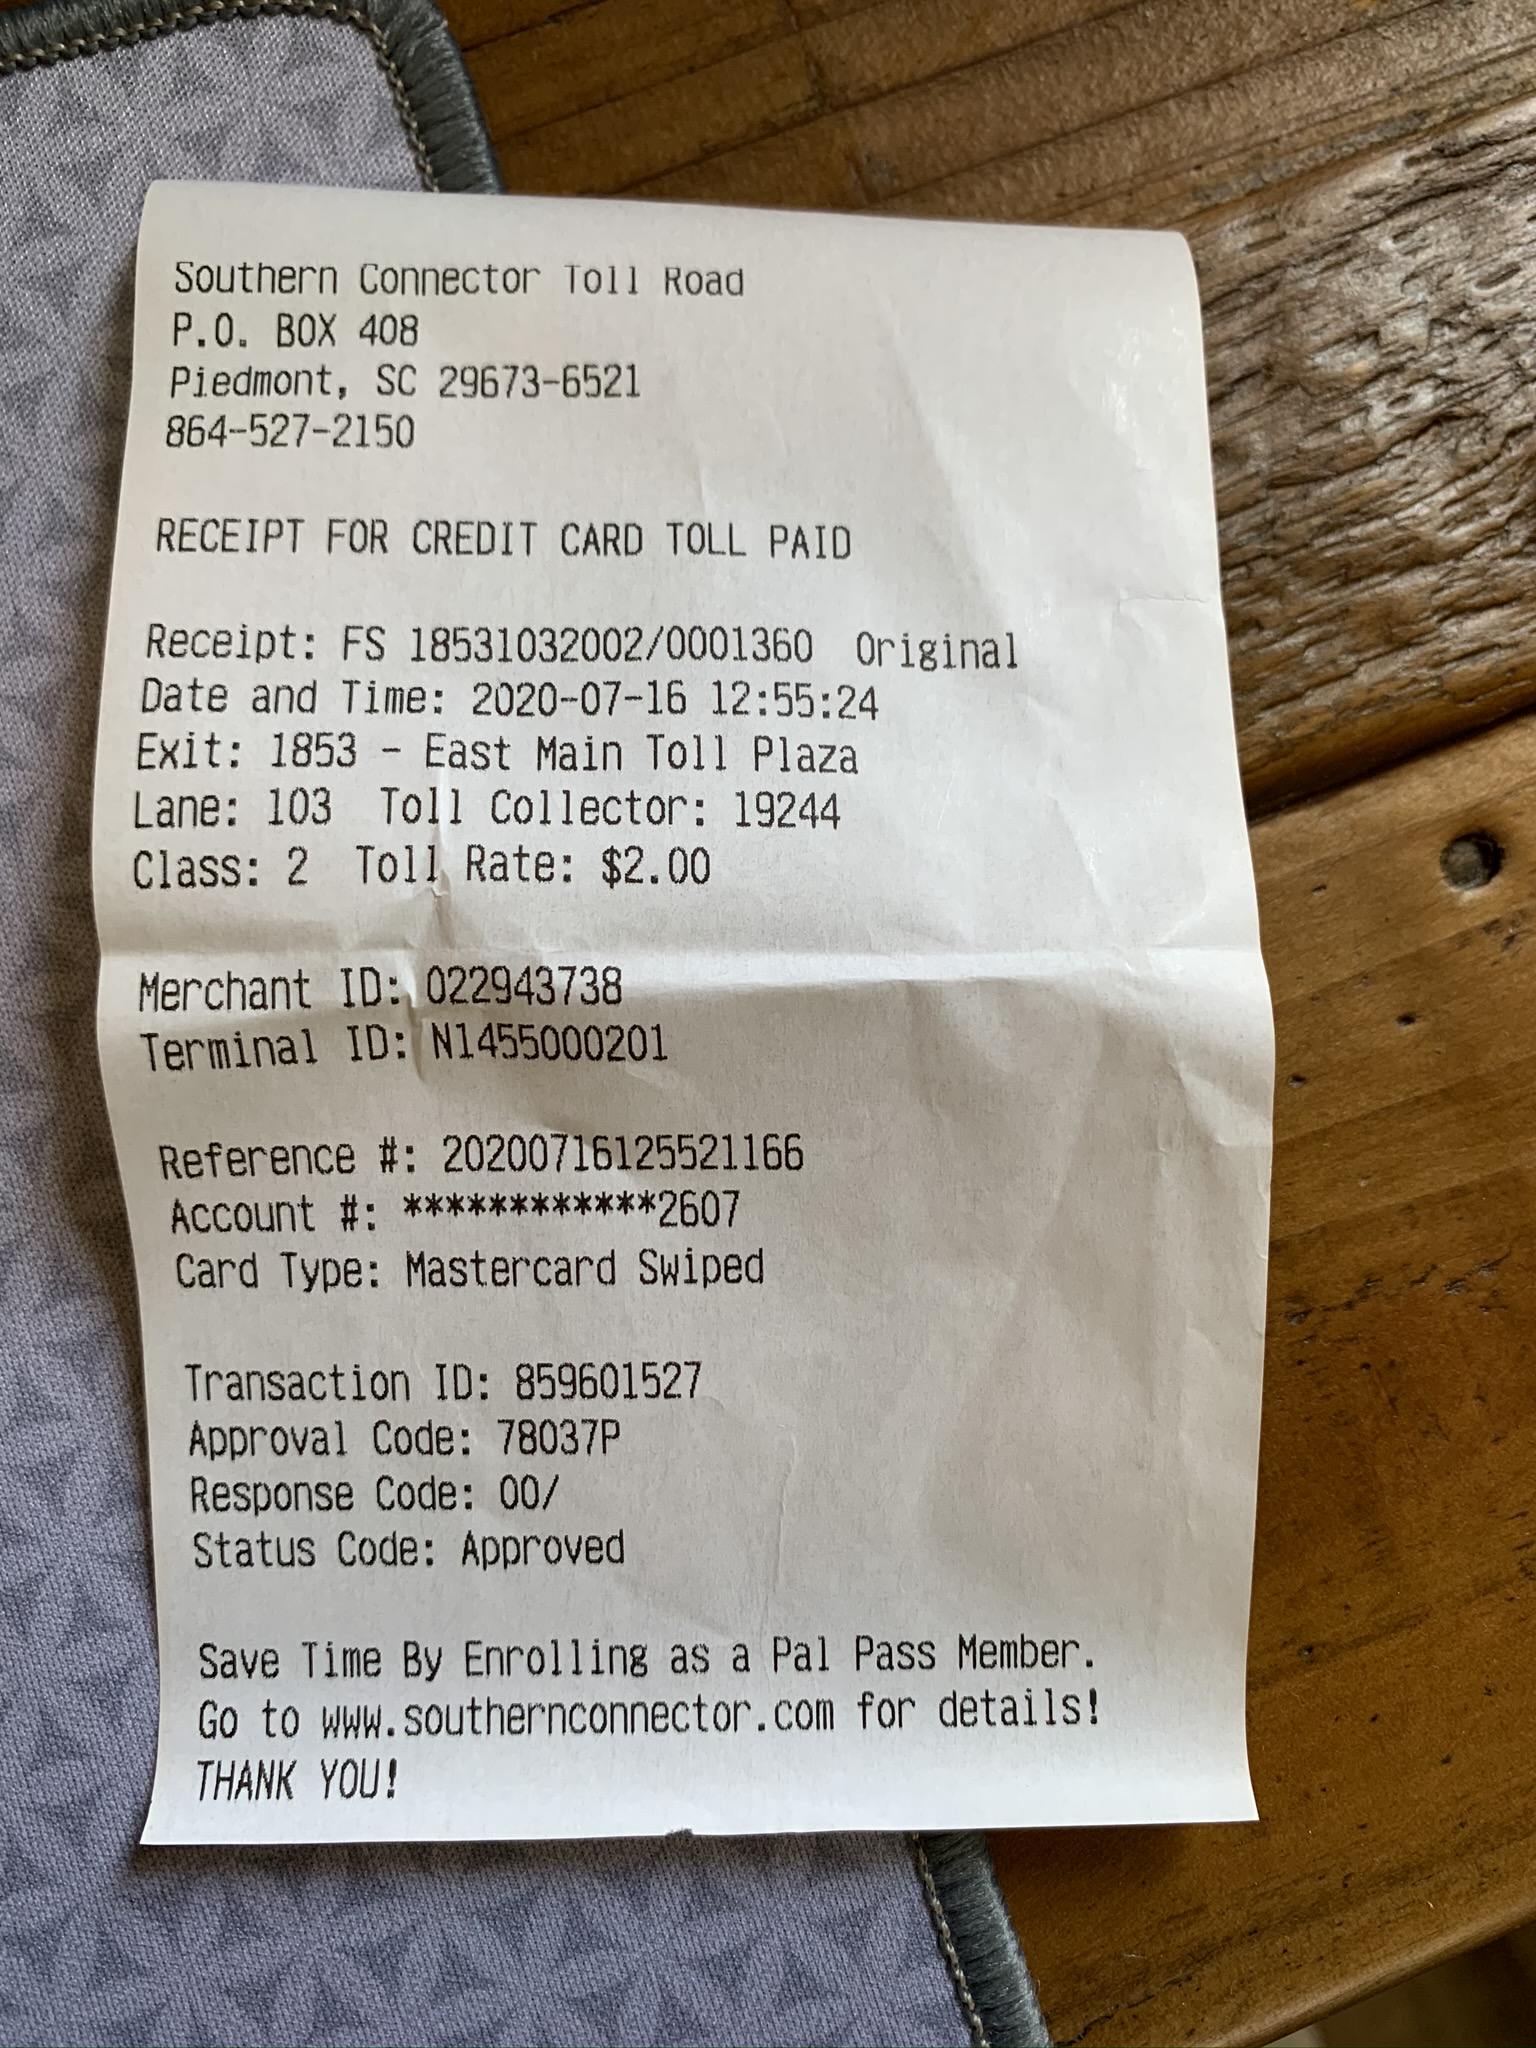 Southern Connector Toll Road
P.O. BOX 408
Piedmont, SC 29673-6521
864-527-2150
RECEIPT FOR CREDIT CARD TOLL PAID
Receipt: FS 18531032002/0001360 Original
Date and Time: 2020-07-16 12:55:24
Exit: 1853 - East Main Toll Plaza
Lane: 103 Toll Collector: 19244
Class: 2 Toll Rate: $2.00
Merchant ID: 022943738
Terminal ID: N1455000201
Reference #: 20200716125521166
Account #: ************2607
Card Type: Mastercard Swiped
Transaction ID: 859601527
Approval Code: 78037P
Response Code: 00/
Status Code: Approved
Save Time By Enrolling as a Pal Pass Member.
Go to www.southernconnector.com for details!
THANK YOU!